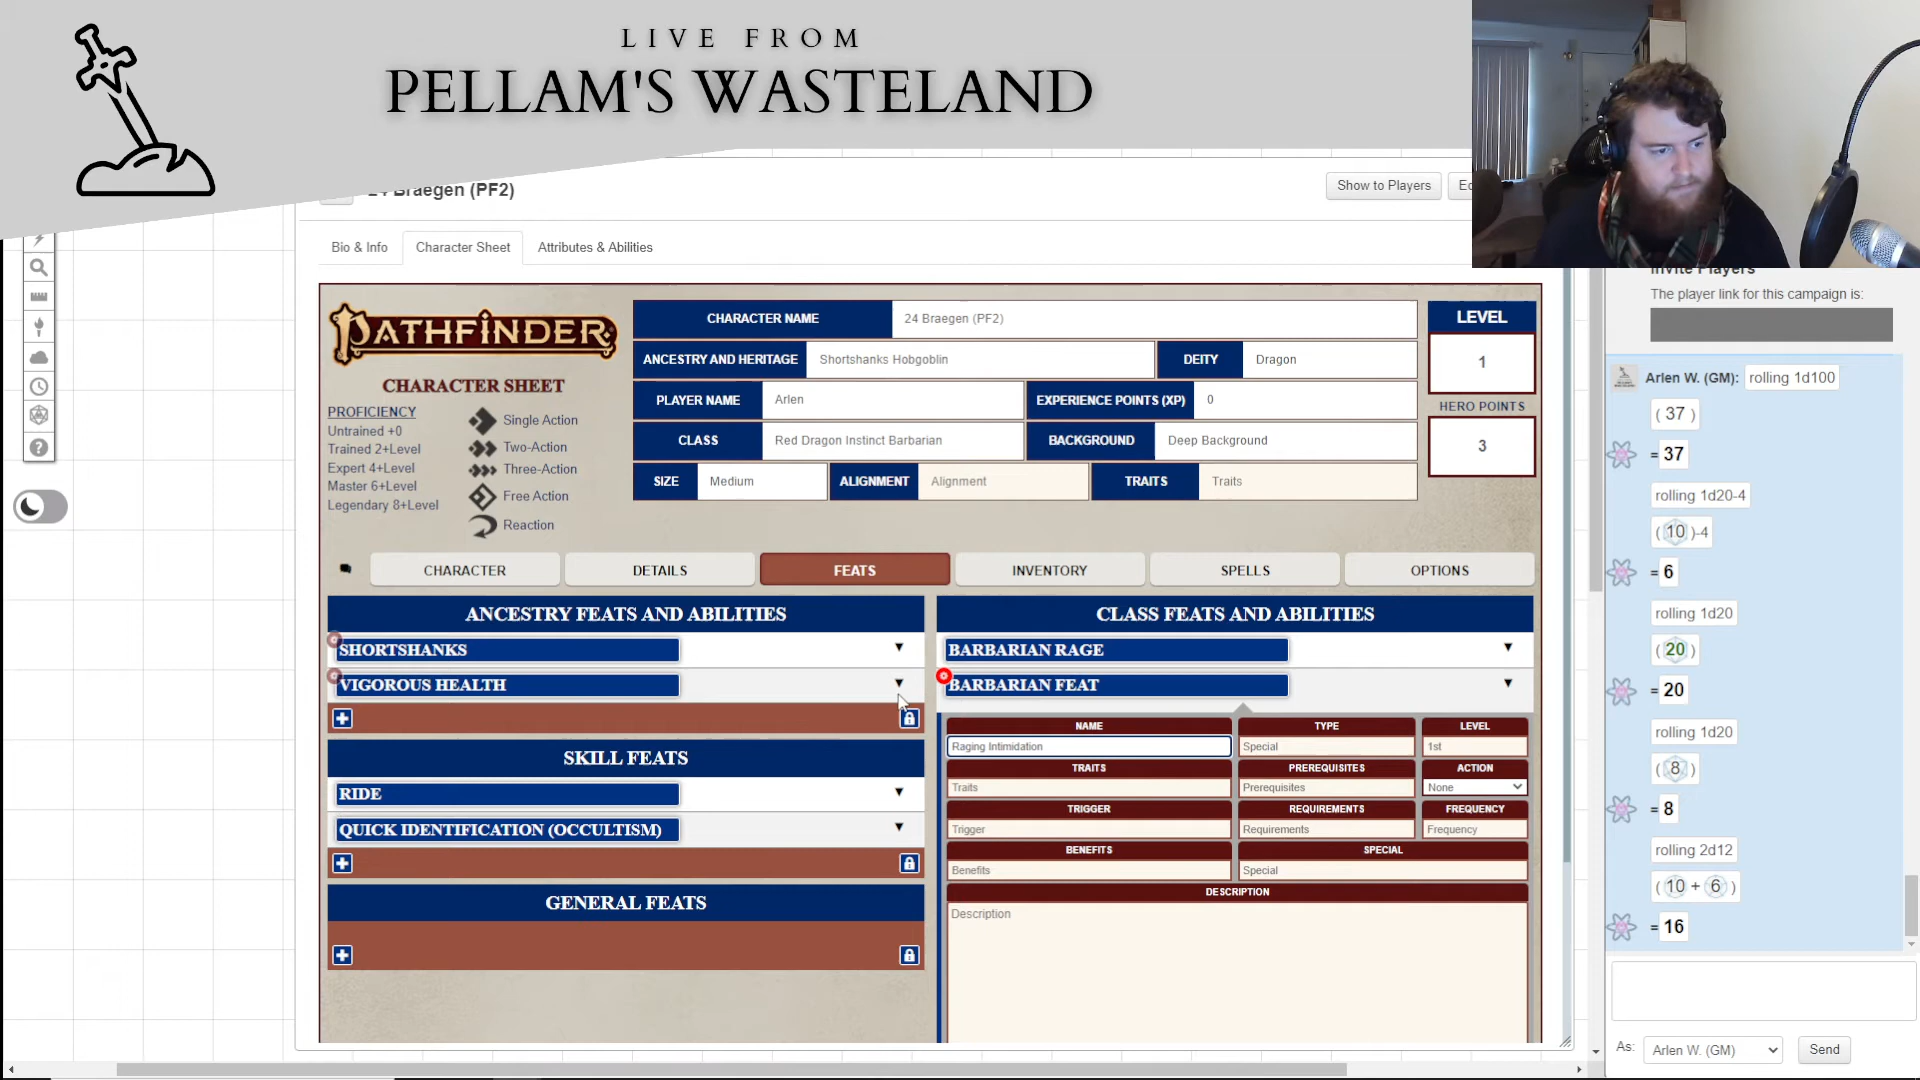 LIVE FROM
PELLAM'S WASTELAND
24 Braegen (PF2)
Show to Players
Bio & Info
Character Sheet
Attributes & Abilities
PATHFINDER
CHARACTER SHEET
PROFICIENCY
Untrained +0
Trained 2+Level
Expert 4+Level
Master 6+Level
Legendary 8+Level
Single Action
Two-Action
Three-Action
Free Action
Reaction
CHARACTER NAME
24 Braegen (PF2)
ANCESTRY AND HERITAGE
Shortshanks Hobgoblin
DEITY
Dragon
PLAYER NAME
Arlen
EXPERIENCE POINTS (XP)
0
CLASS
Red Dragon Instinct Barbarian
BACKGROUND
Deep Background
SIZE
Medium
ALIGNMENT
Alignment
TRAITS
Traits
LEVEL
1
HERO POINTS
3
CHARACTER
DETAILS
FEATS
INVENTORY
SPELLS
OPTIONS
ANCESTRY FEATS AND ABILITIES
SHORTSHANKS
VIGOROUS HEALTH
SKILL FEATS
RIDE
QUICK IDENTIFICATION (OCCULTISM)
GENERAL FEATS
CLASS FEATS AND ABILITIES
BARBARIAN RAGE
BARBARIAN FEAT
NAME
TYPE
LEVEL
Raging Intimidation
Special
1st
TRAITS
PREREQUISITES
ACTION
Traits
Prerequisites
None
TRIGGER
REQUIREMENTS
FREQUENCY
Trigger
Requirements
Frequency
BENEFITS
SPECIAL
Benefits
Special
DESCRIPTION
Description
Invite Players
The player link for this campaign is:
Arlen W. (GM): rolling 1d100
( 37 )
= 37
rolling 1d20-4
( 10 )-4
= 6
rolling 1d20
( 20 )
= 20
rolling 1d20
( 8 )
= 8
rolling 2d12
( 10 + 6 )
= 16
As:
Arlen W. (GM)
Send